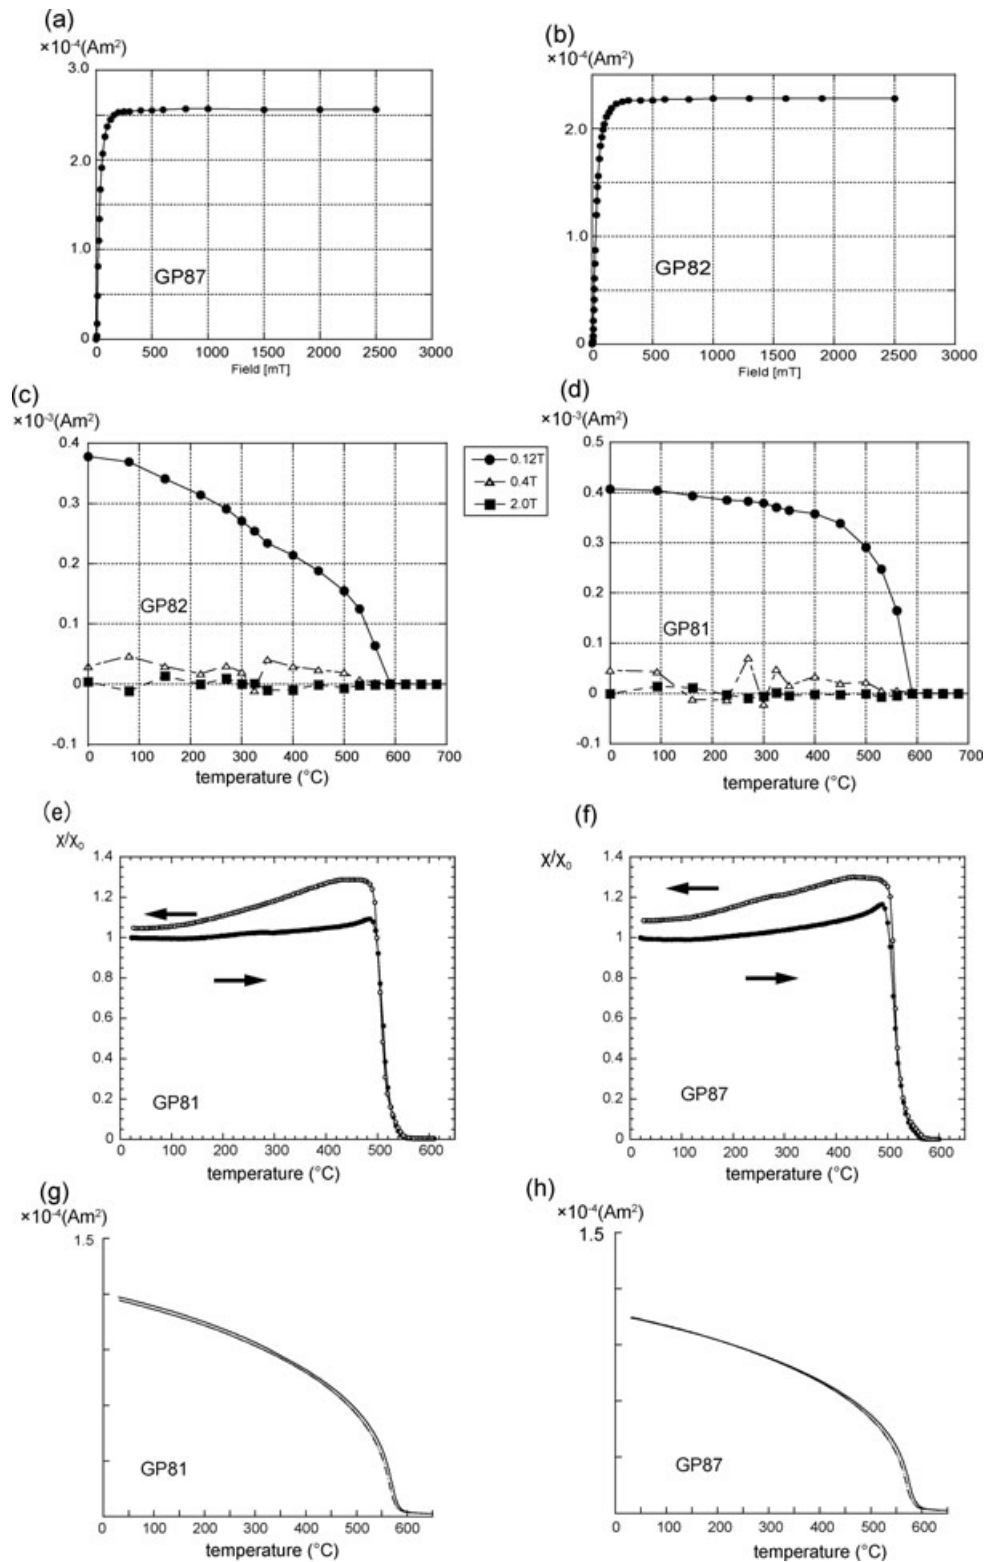 (a)
×10⁻⁴(Am²)
3.0
2.0
1.0
0
GP87
0 500 1000 1500 2000 2500 3000
Field [mT]
(b)
×10⁻⁴(Am²)
2.0
1.0
0
GP82
0 500 1000 1500 2000 2500 3000
Field [mT]
(c)
×10⁻³(Am²)
0.4
0.3
0.2
0.1
0
-0.1
GP82
0 100 200 300 400 500 600 700
temperature (°C)
0.12T
0.4T
2.0T
(d)
×10⁻³(Am²)
0.5
0.4
0.3
0.2
0.1
0
-0.1
GP81
0 100 200 300 400 500 600 700
temperature (°C)
(e)
χ/χ₀
1.4
1.2
1
0.8
0.6
0.4
0.2
0
GP81
0 100 200 300 400 500 600
temperature (°C)
(f)
χ/χ₀
1.4
1.2
1
0.8
0.6
0.4
0.2
0
GP87
0 100 200 300 400 500 600
temperature (°C)
(g)
×10⁻⁴(Am²)
1.5
GP81
0 100 200 300 400 500 600
temperature (°C)
(h)
×10⁻⁴(Am²)
1.5
GP87
0 100 200 300 400 500 600
temperature (°C)